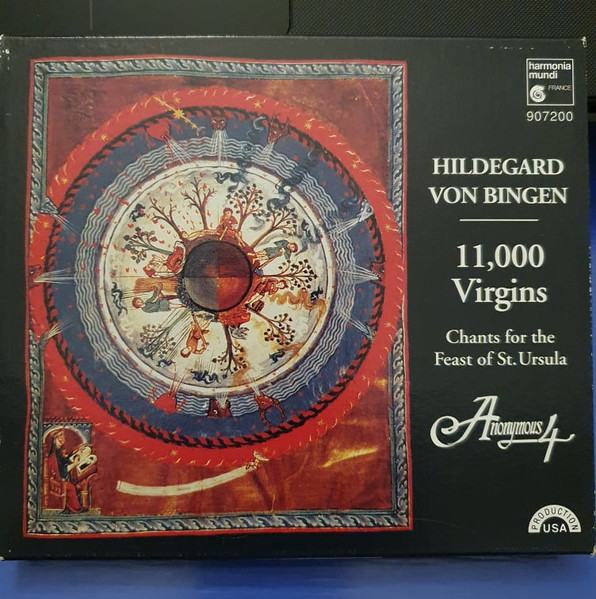 harmonia
mundi
FRANCE
907200
HILDEGARD
VON BINGEN
11,000
Virgins
Chants for the
Feast of St. Ursula
Anonymous 4
PRODUCTION
USA